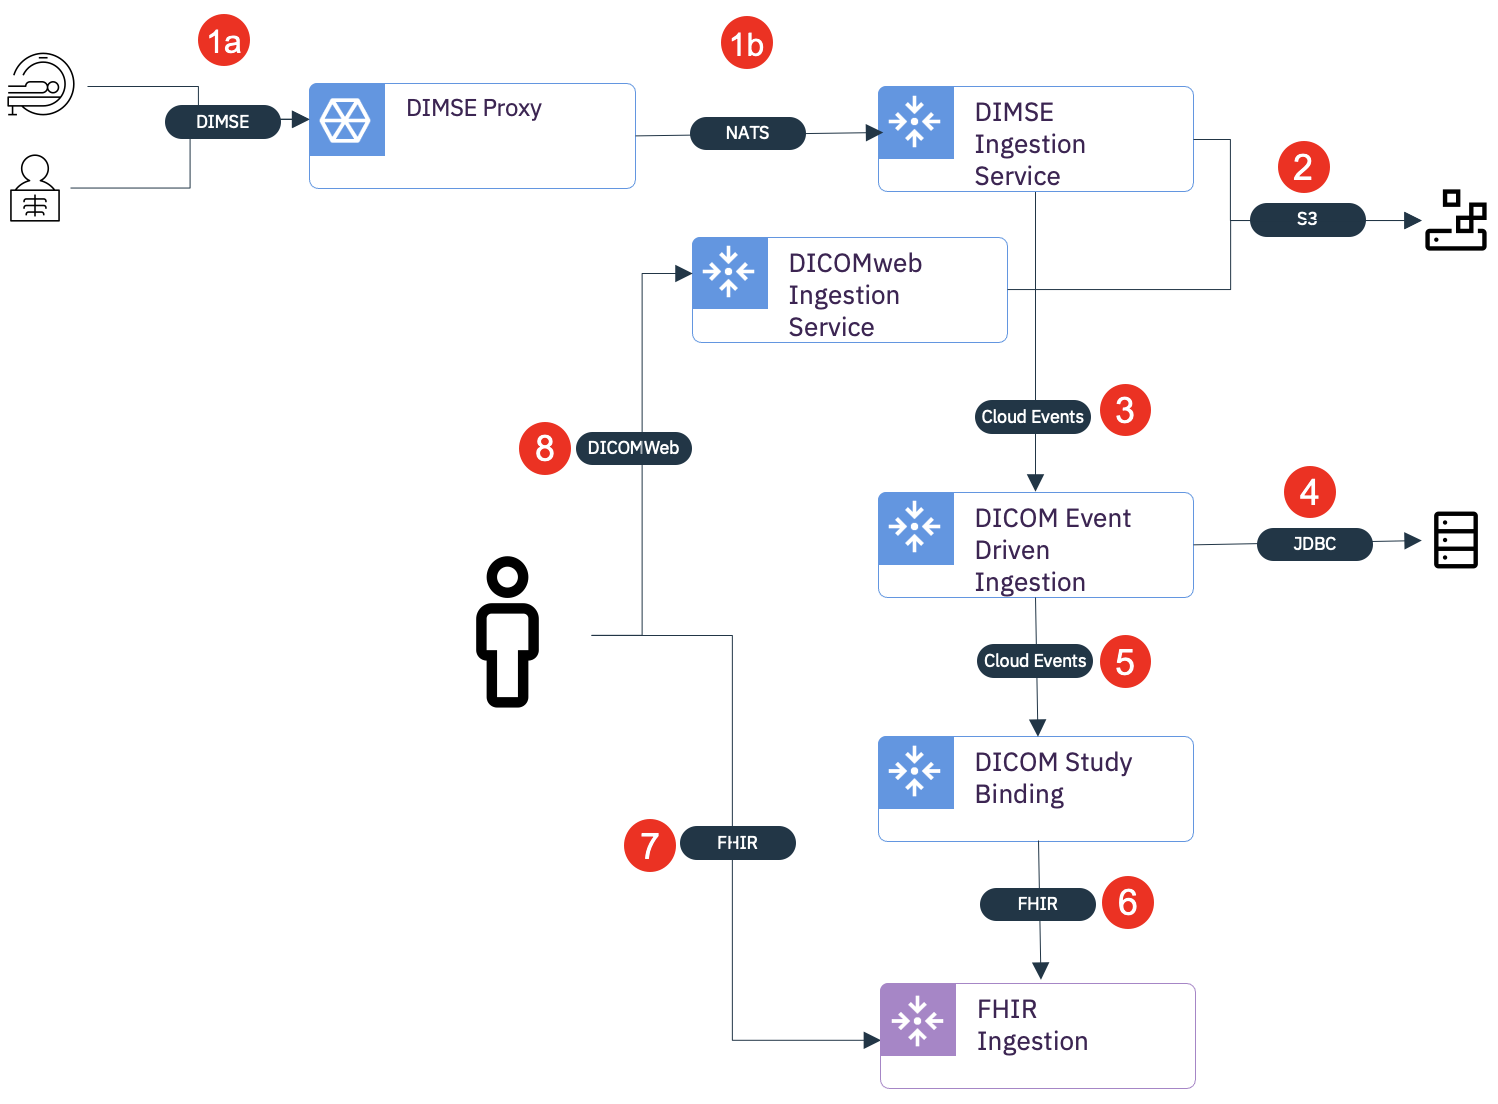 1a
1b
DIMSE Proxy
DIMSE
NATS
DIMSE
Ingestion
Service
2
S3
DICOMweb
Ingestion
Service
Cloud Events
3
8
DICOMWeb
4
DICOM Event
Driven
Ingestion
JDBC
Cloud Events
5
DICOM Study
Binding
7
FHIR
FHIR
6
FHIR
Ingestion